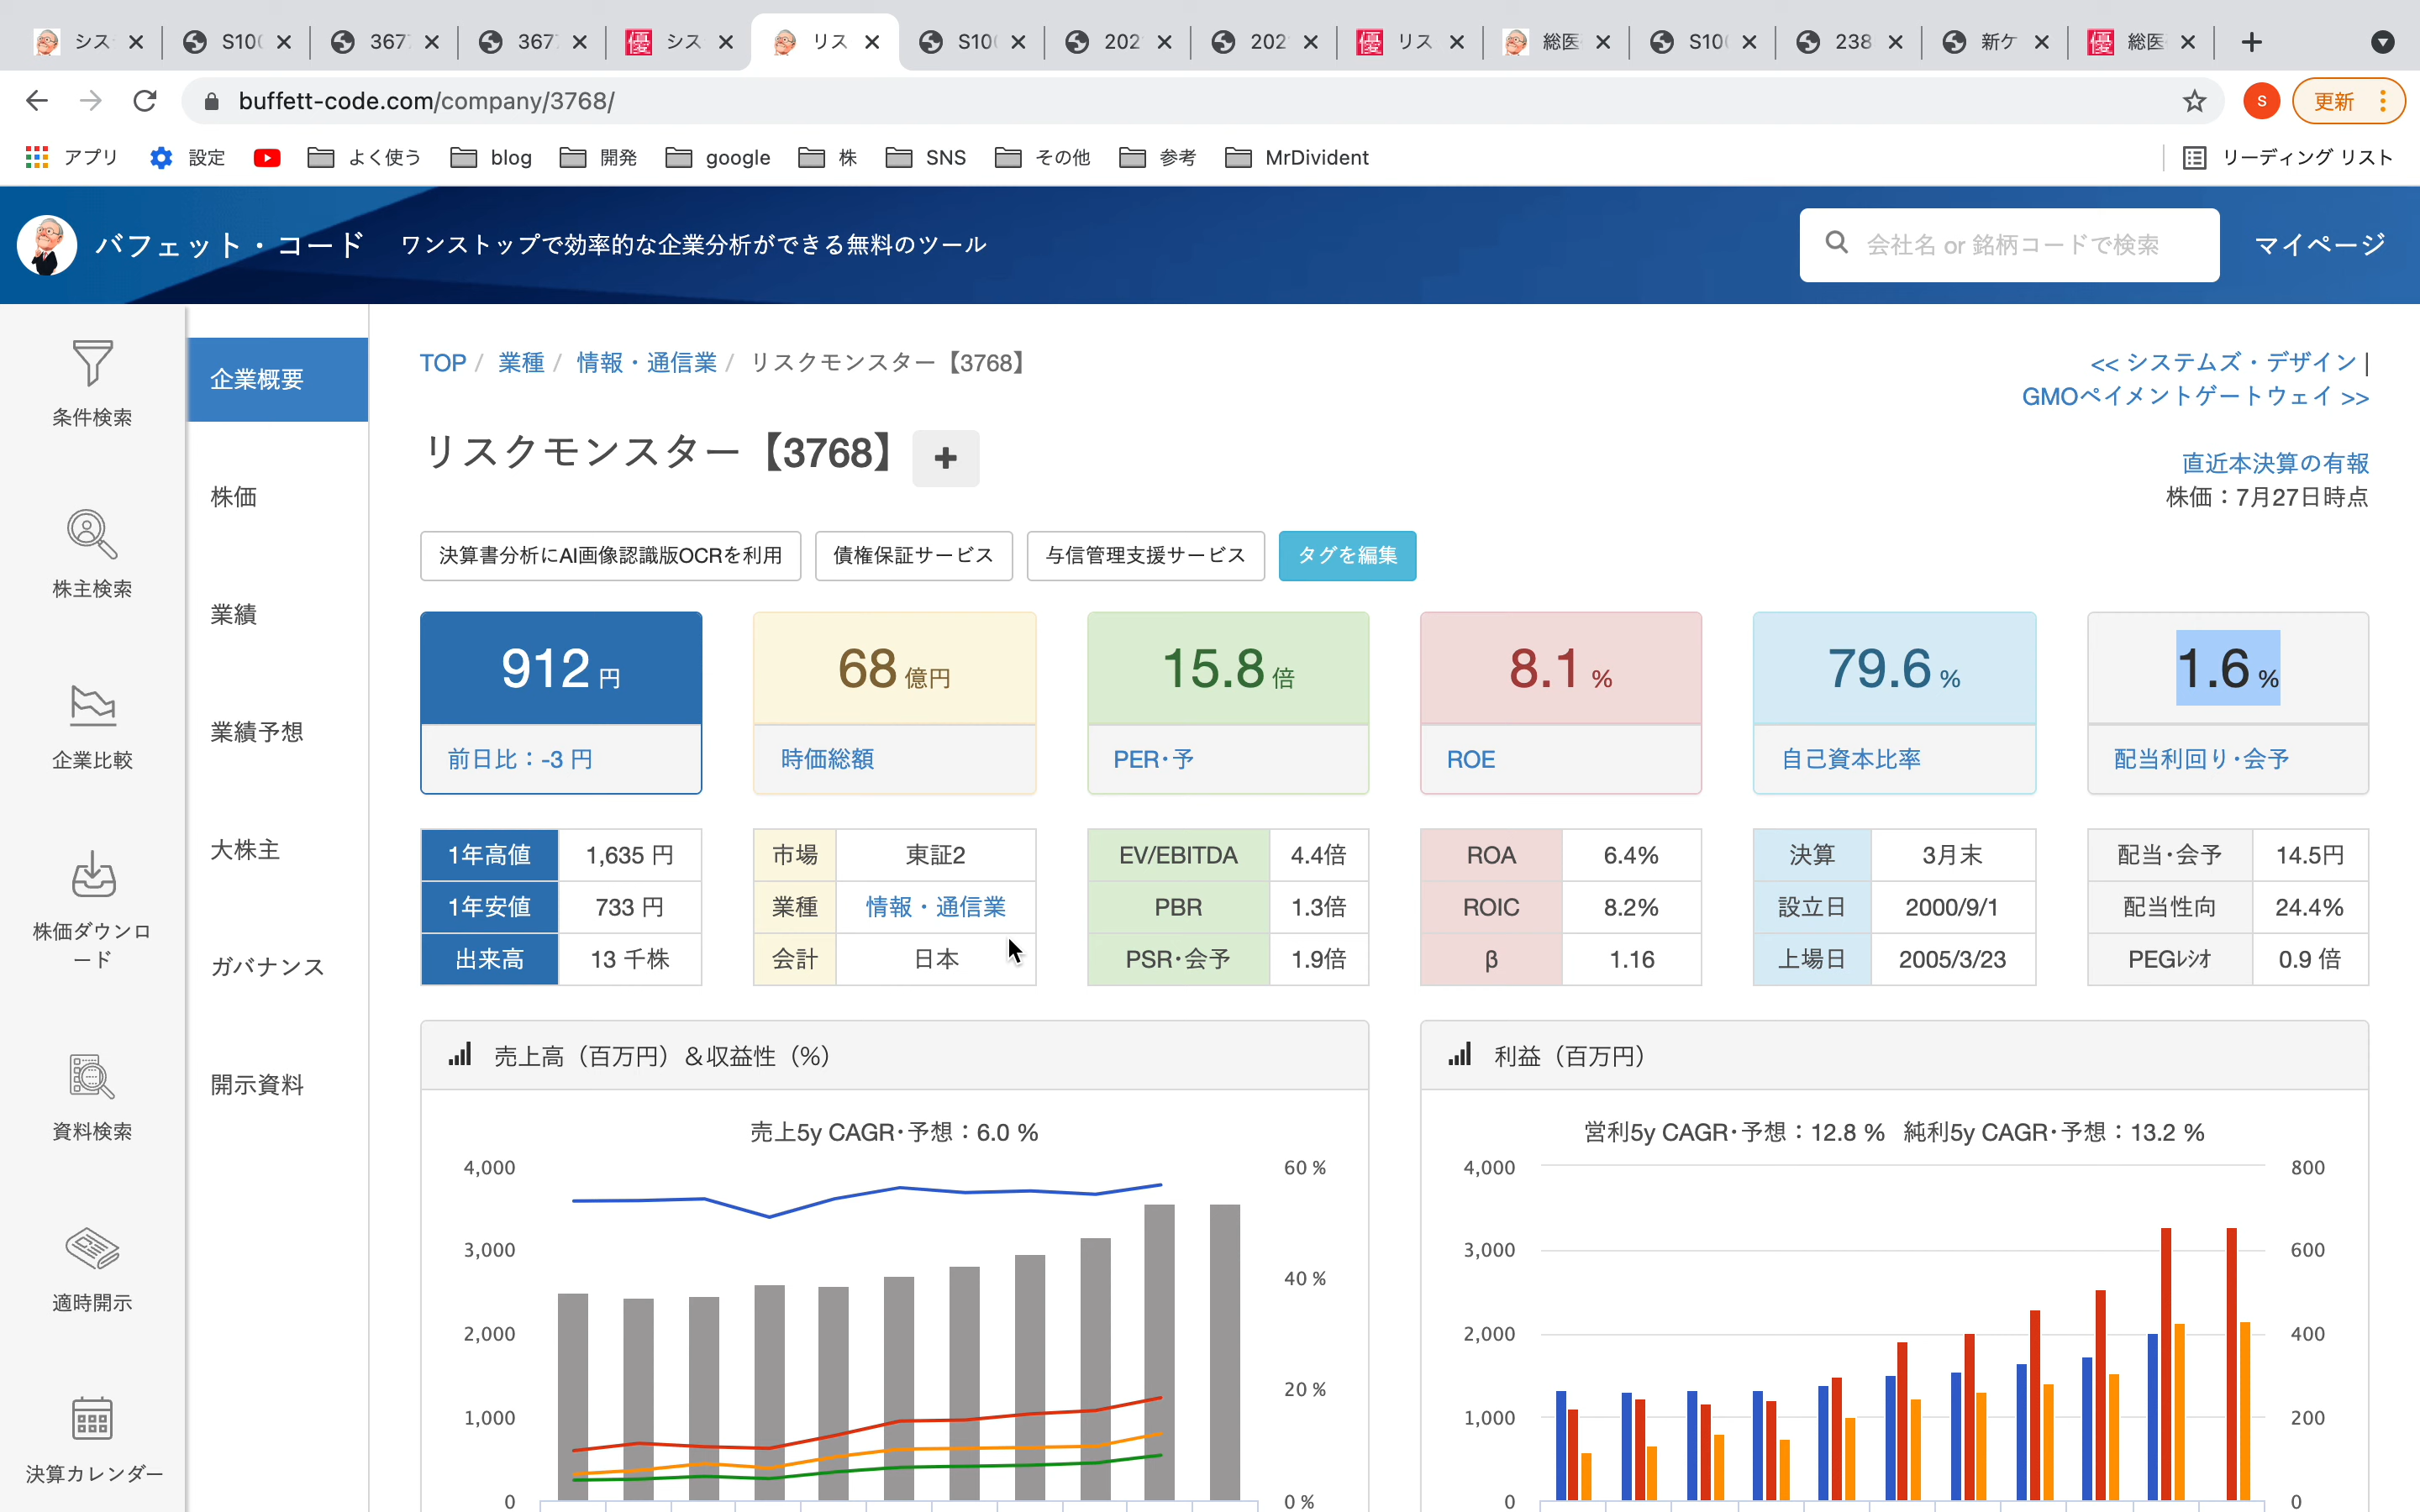 シス
S10
367
367
優 シス
リス
S10
202
202
優 リス
総医
S10
238
新ケ
優 総医
buffett-code.com/company/3768/
S
更新
アプリ
設定
よく使う
blog
開発
google
株
SNS
その他
参考
MrDivident
リーディング リスト
バフェット・コード
ワンストップで効率的な企業分析ができる無料のツール
会社名 or 銘柄コードで検索
マイページ
条件検索
株主検索
企業比較
株価ダウンロ
ード
資料検索
適時開示
決算カレンダー
企業概要
株価
業績
業績予想
大株主
ガバナンス
開示資料
TOP / 業種 / 情報・通信業 / リスクモンスター【3768】
<< システムズ・デザイン |
GMOペイメントゲートウェイ >>
リスクモンスター【3768】
+
直近本決算の有報
株価：7月27日時点
決算書分析にAI画像認識版OCRを利用
債権保証サービス
与信管理支援サービス
タグを編集
912 円
前日比：-3 円
68 億円
時価総額
15.8 倍
PER･予
8.1 %
ROE
79.6 %
自己資本比率
1.6 %
配当利回り･会予
1年高値 1,635 円
1年安値 733 円
出来高 13 千株
市場 東証2
業種 情報・通信業
会計 日本
EV/EBITDA 4.4倍
PBR 1.3倍
PSR･会予 1.9倍
ROA 6.4%
ROIC 8.2%
β 1.16
決算 3月末
設立日 2000/9/1
上場日 2005/3/23
配当･会予 14.5円
配当性向 24.4%
PEGﾚｼｵ 0.9 倍
売上高（百万円）＆収益性（%）
売上5y CAGR･予想：6.0 %
4,000
3,000
2,000
1,000
0
60 %
40 %
20 %
0 %
利益（百万円）
営利5y CAGR･予想：12.8 % 純利5y CAGR･予想：13.2 %
4,000
3,000
2,000
1,000
0
800
600
400
200
0